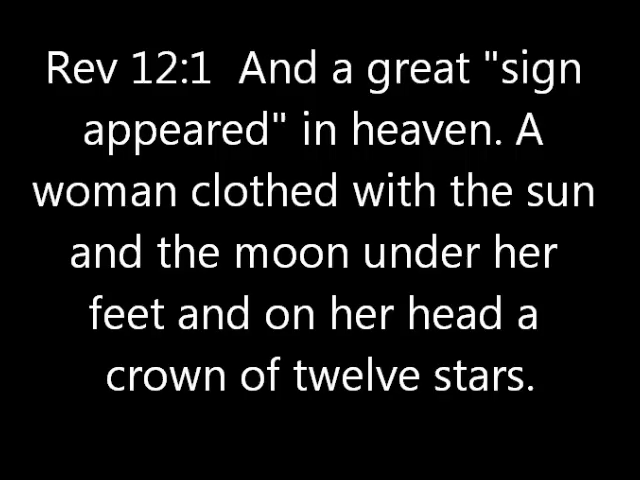 Rev 12:1  And a great "sign
appeared" in heaven. A
woman clothed with the sun
and the moon under her
feet and on her head a
crown of twelve stars.